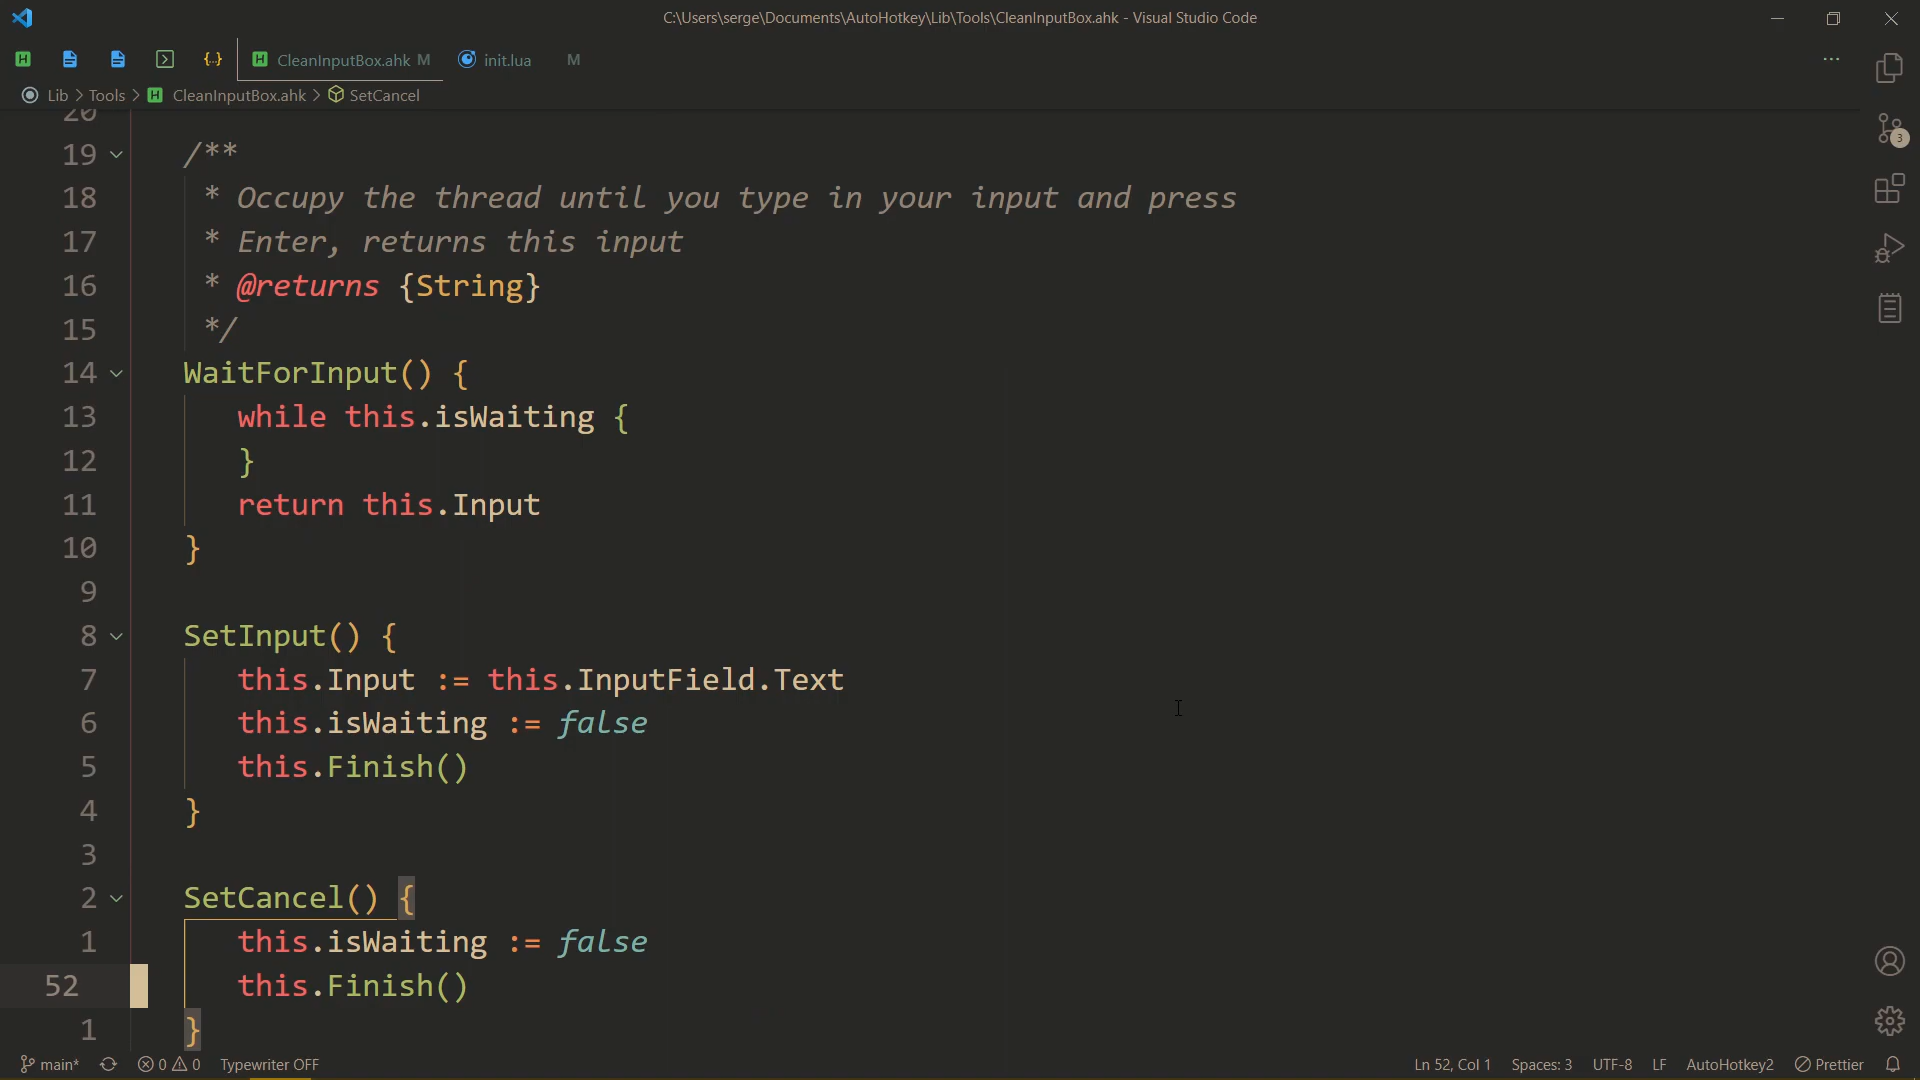 C:\Users\serge\Documents\AutoHotkey\Lib\Tools\CleanInputBox.ahk - Visual Studio Code
H {..} H CleanInputBox.ahk M init.lua M ...
Lib > Tools > H CleanInputBox.ahk > SetCancel
20
19 /**
18 * Occupy the thread until you type in your input and press
17 * Enter, returns this input
16 * @returns {String}
15 */
14 WaitForInput() {
13 while this.isWaiting {
12 }
11 return this.Input
10 }
9
8 SetInput() {
7 this.Input := this.InputField.Text
6 this.isWaiting := false
5 this.Finish()
4 }
3
2 SetCancel() {
1 this.isWaiting := false
52 this.Finish()
1 }
3
main* 0 0 Typewriter OFF Ln 52, Col 1 Spaces: 3 UTF-8 LF AutoHotkey2 Prettier